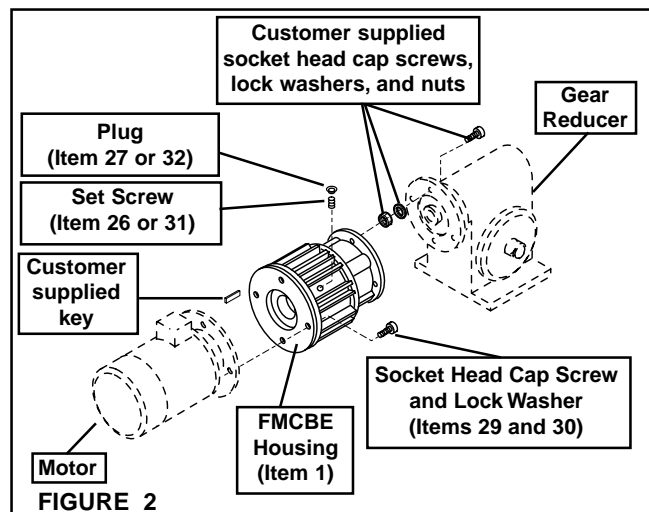 Customer supplied
socket head cap screws,
lock washers, and nuts
Gear
Reducer
Plug
(Item 27 or 32)
Set Screw
(Item 26 or 31)
Customer
supplied
key
Socket Head Cap Screw
and Lock Washer
(Items 29 and 30)
FMCBE
Housing
(Item 1)
Motor
FIGURE 2